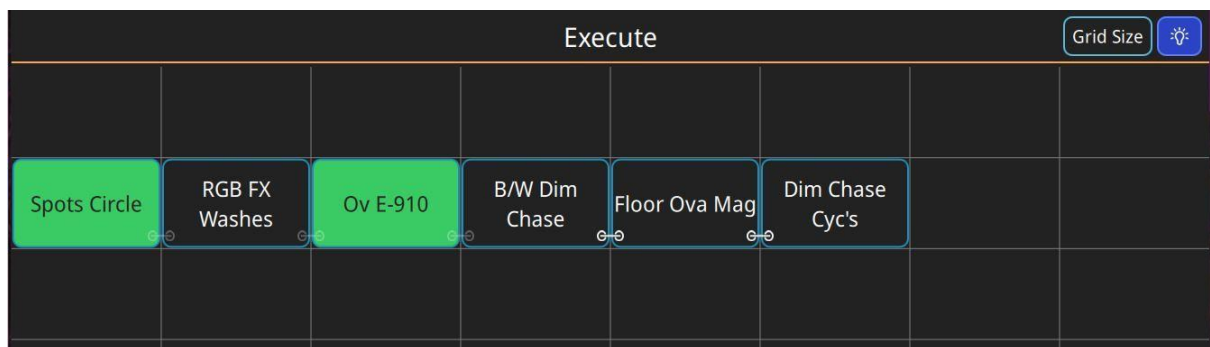 Execute
Grid Size
Spots Circle
RGB FX
Washes
Ov E-910
B/W Dim
Chase
Floor Ova Mag
Dim Chase
Cyc's